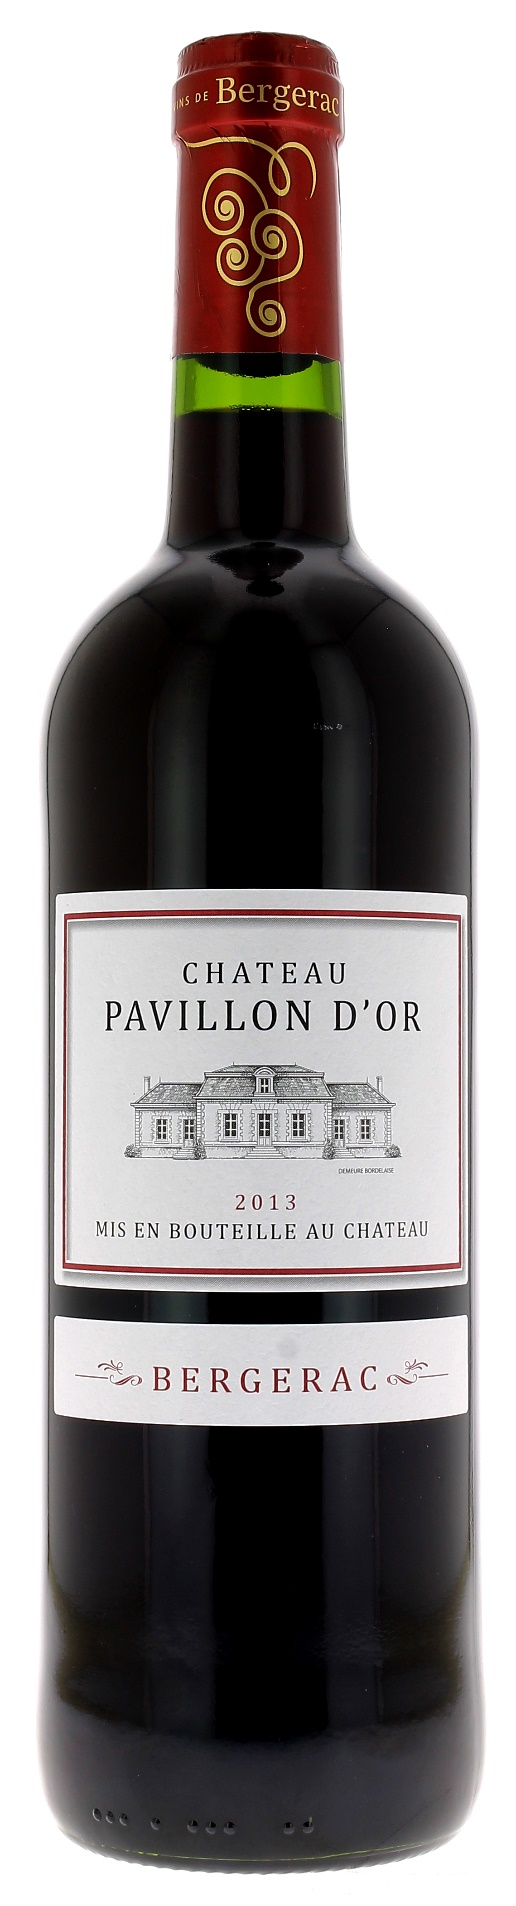 VINS DE Bergerac
CHATEAU
PAVILLON D'OR
DEMEURE BORDELAISE
2013
MIS EN BOUTEILLE AU CHATEAU
BERGERAC